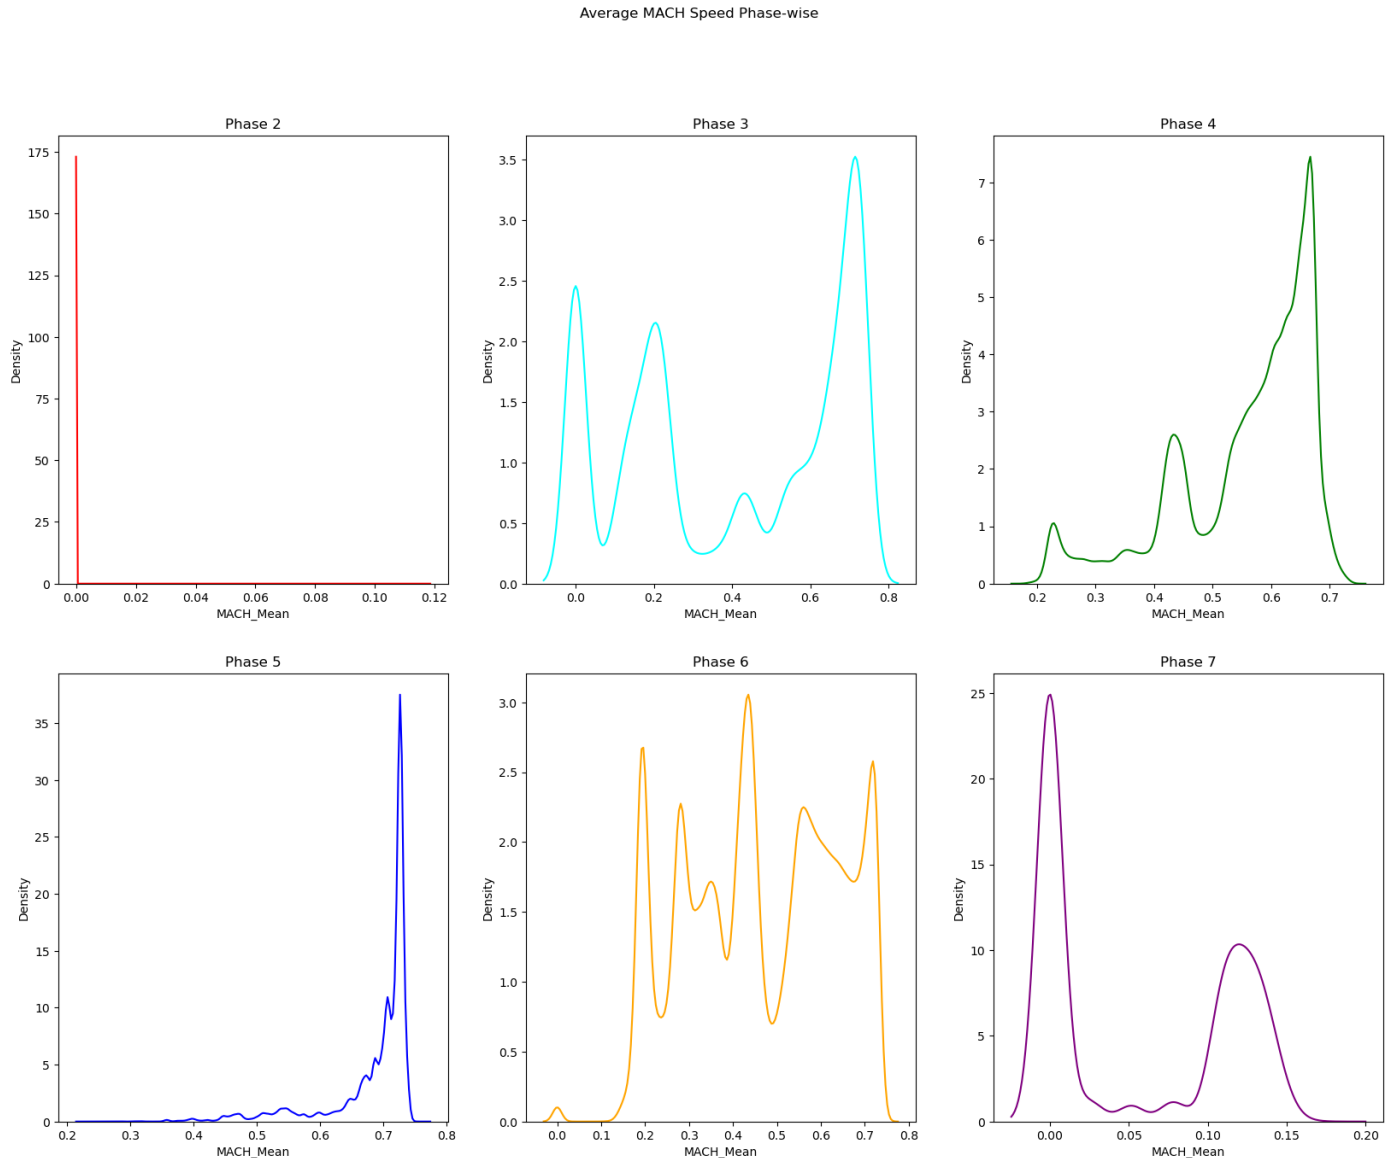 Average MACH Speed Phase-wise
Phase 2
175
150
125
100
75
50
25
0
Density
0.00 0.02 0.04 0.06 0.08 0.10 0.12
MACH_Mean
Phase 3
3.5
3.0
2.5
2.0
1.5
1.0
0.5
0.0
Density
0.0 0.2 0.4 0.6 0.8
MACH_Mean
Phase 4
7
6
5
4
3
2
1
0
Density
0.2 0.3 0.4 0.5 0.6 0.7
MACH_Mean
Phase 5
35
30
25
20
15
10
5
0
Density
0.2 0.3 0.4 0.5 0.6 0.7 0.8
MACH_Mean
Phase 6
3.0
2.5
2.0
1.5
1.0
0.5
0.0
Density
0.0 0.1 0.2 0.3 0.4 0.5 0.6 0.7 0.8
MACH_Mean
Phase 7
25
20
15
10
5
0
Density
0.00 0.05 0.10 0.15 0.20
MACH_Mean